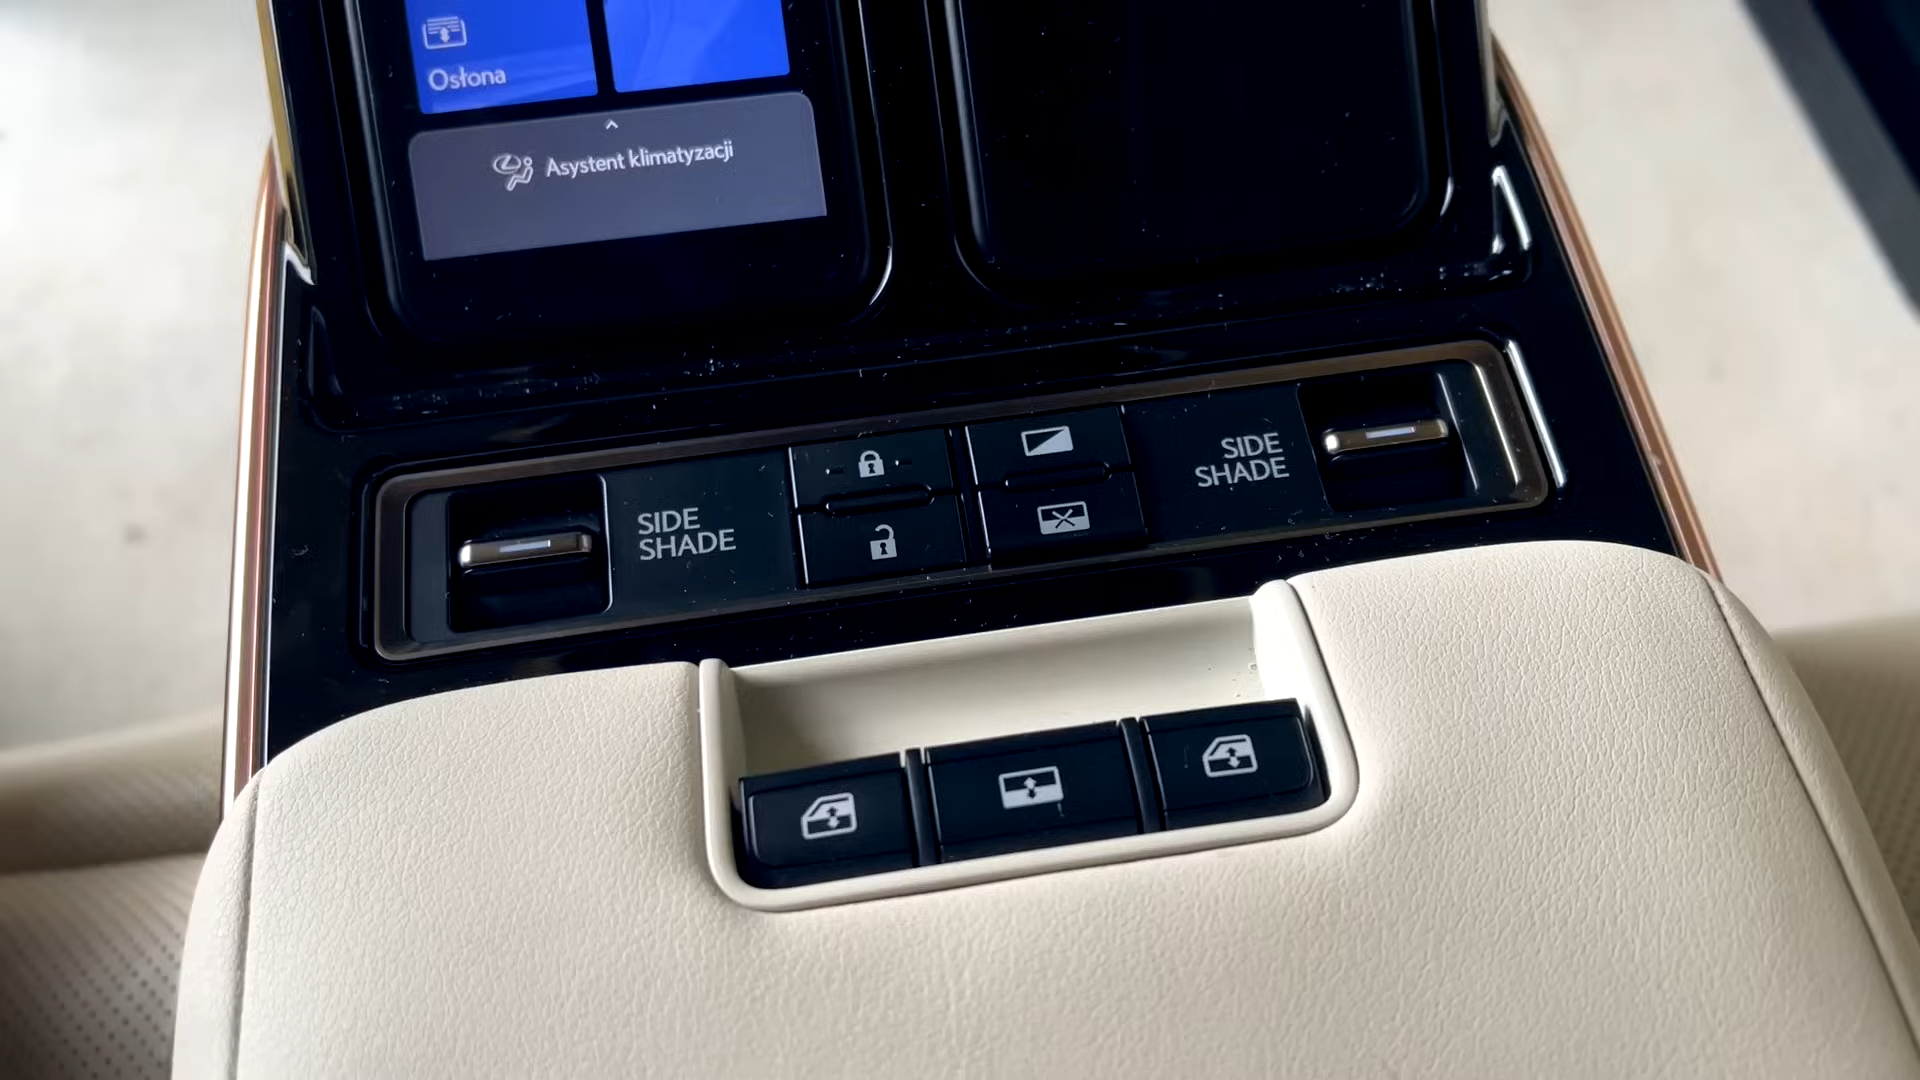 Osłona
Asystent klimatyzacji
SIDE
SHADE
SIDE
SHADE